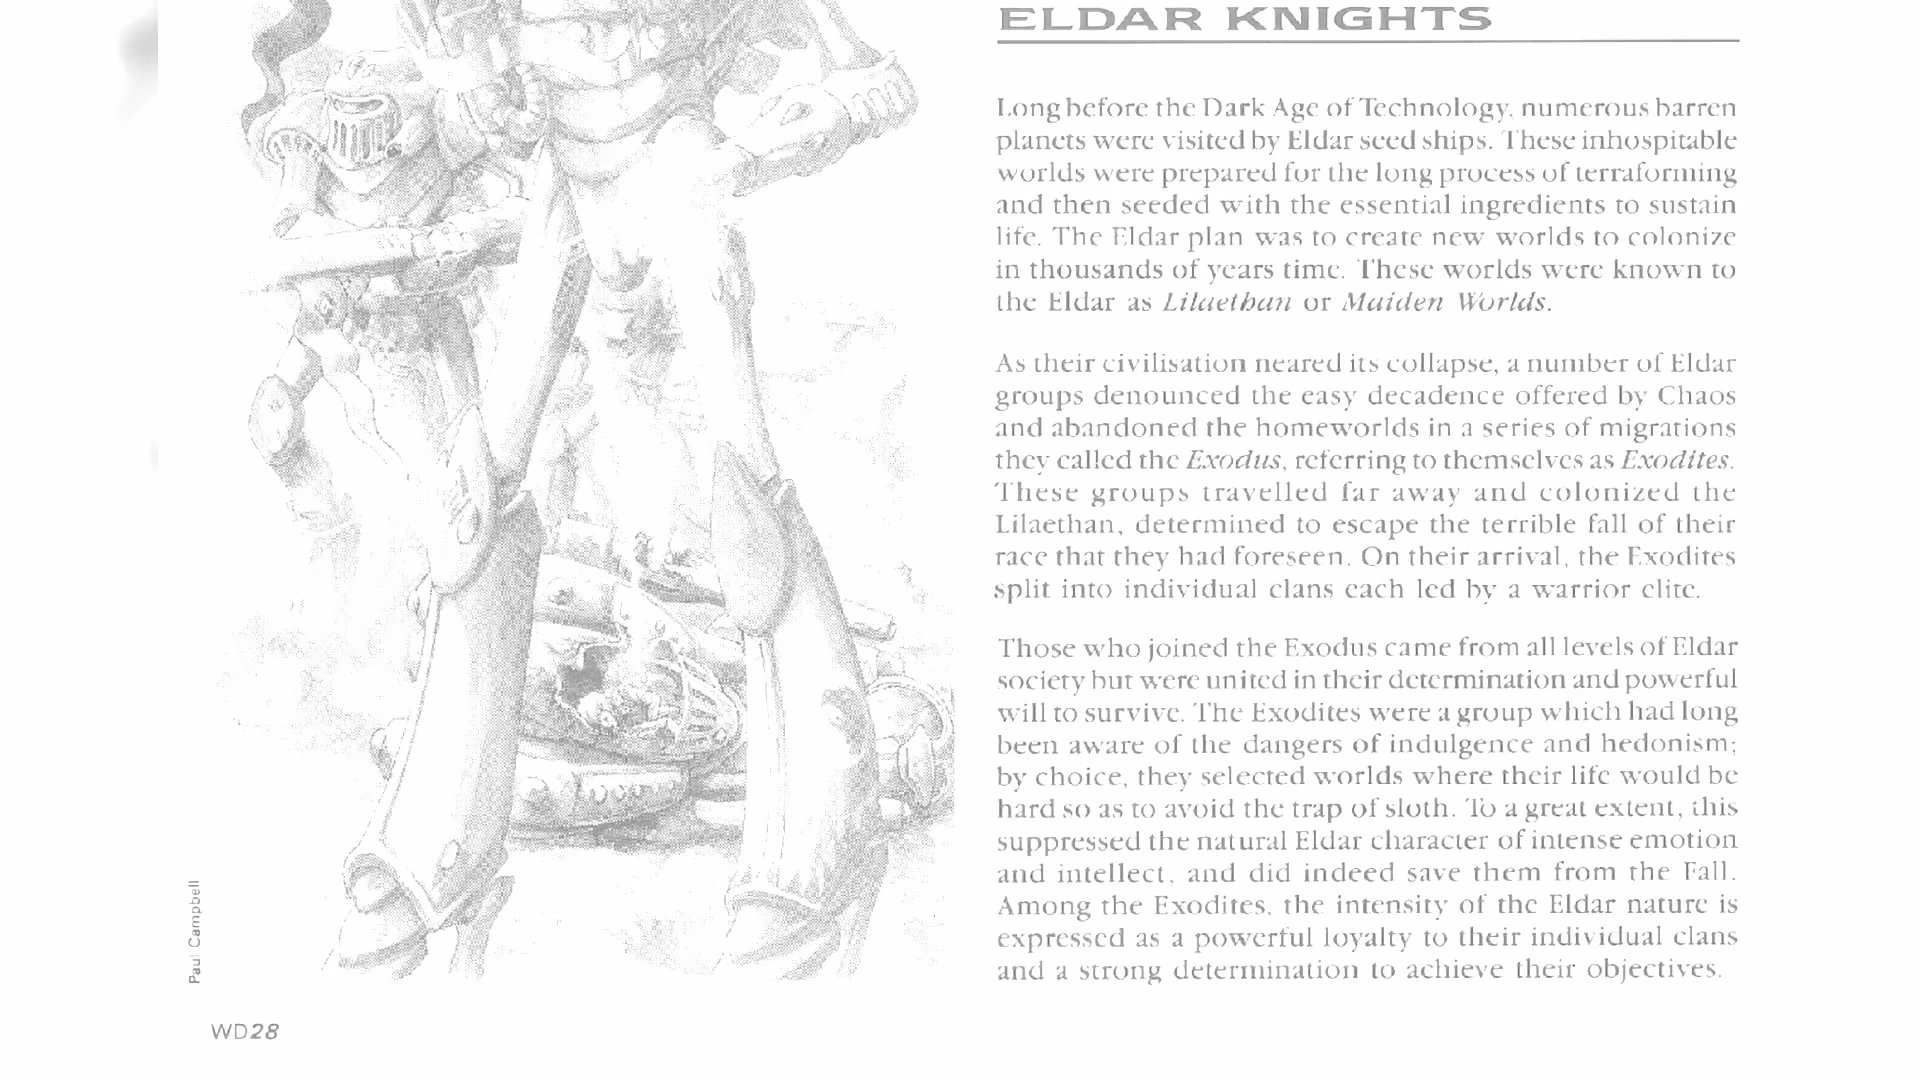 ELDAR KNIGHTS
Long before the Dark Age of Technology, numerous barren
planets were visited by Eldar seed ships. These inhospitable
worlds were prepared for the long process of terraforming
and then seeded with the essential ingredients to sustain
life. The Eldar plan was to create new worlds to colonize
in thousands of years time. These worlds were known to
the Eldar as Lilaethan or Maiden Worlds.
As their civilisation neared its collapse, a number of Eldar
groups denounced the easy decadence offered by Chaos
and abandoned the homeworlds in a series of migrations
they called the Exodus, referring to themselves as Exodites.
These groups travelled far away and colonized the
Lilaethan, determined to escape the terrible fall of their
race that they had foreseen. On their arrival, the Exodites
split into individual clans each led by a warrior elite.
Those who joined the Exodus came from all levels of Eldar
society but were united in their determination and powerful
will to survive. The Exodites were a group which had long
been aware of the dangers of indulgence and hedonism;
by choice, they selected worlds where their life would be
hard so as to avoid the trap of sloth. To a great extent, this
suppressed the natural Eldar character of intense emotion
and intellect, and did indeed save them from the Fall.
Among the Exodites, the intensity of the Eldar nature is
expressed as a powerful loyalty to their individual clans
and a strong determination to achieve their objectives.
Paul Campbell
WD28